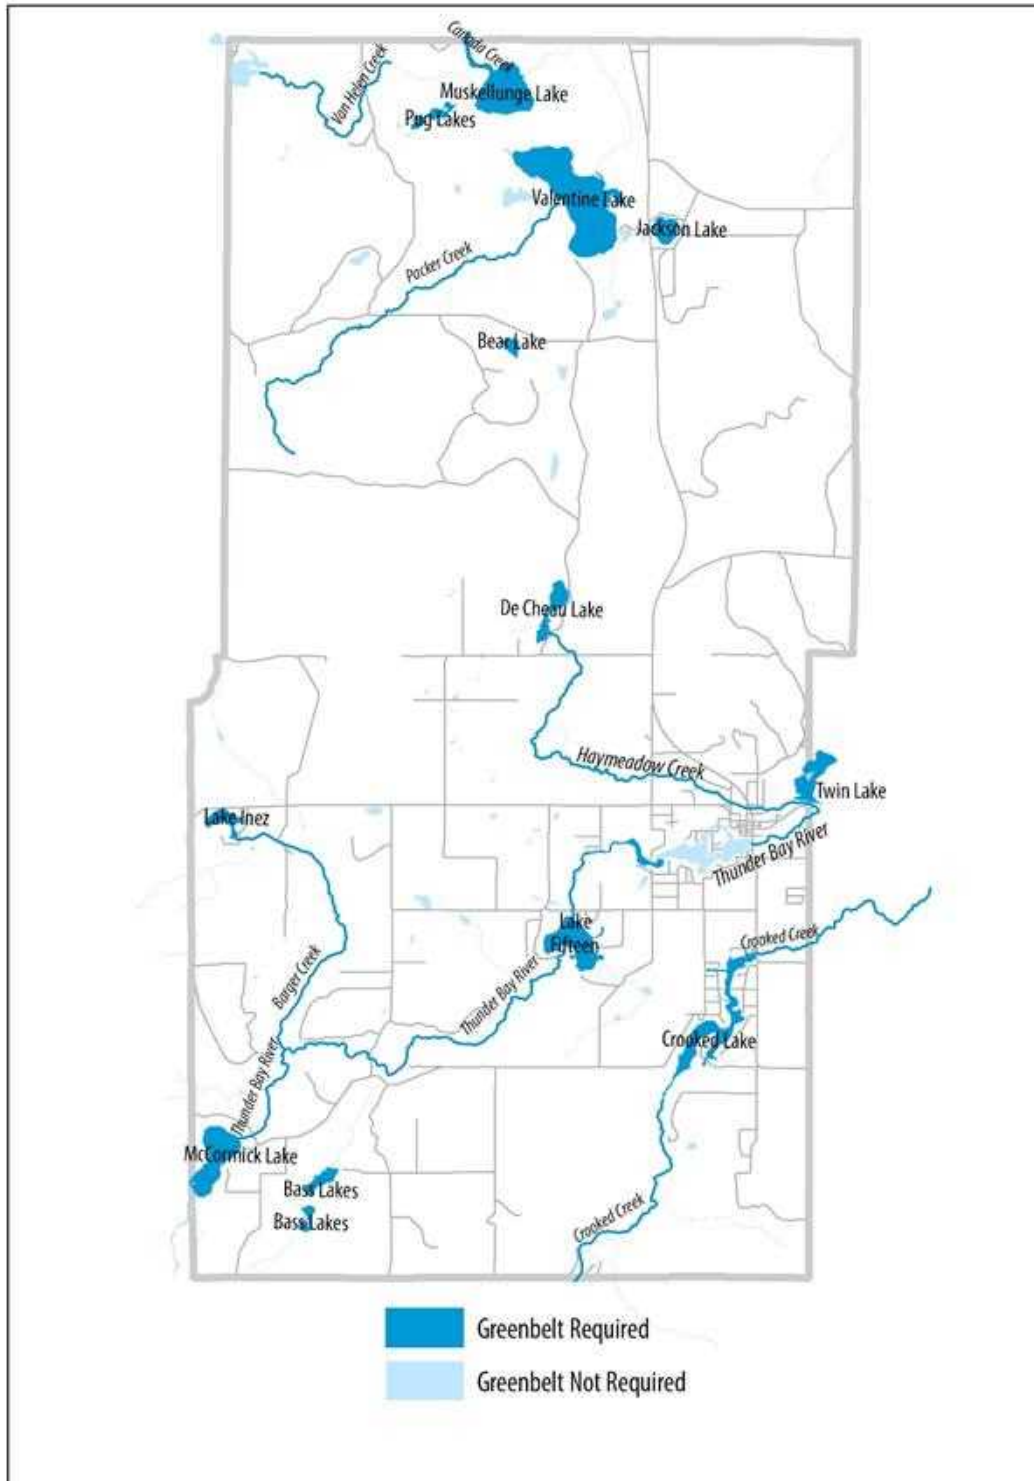 Canada Creek
Van Helen Creek
Muskellunge Lake
Pug Lakes
Valentine Lake
Jackson Lake
Packer Creek
Bear Lake
De Cheau Lake
Haymeadow Creek
Twin Lake
Lake Inez
Thunder Bay River
Lake
Fifteen
Crooked Creek
Barger Creek
Thunder Bay River
Crooked Lake
Thunder Bay River
McCormick Lake
Bass Lakes
Bass Lakes
Crooked Creek
Greenbelt Required
Greenbelt Not Required